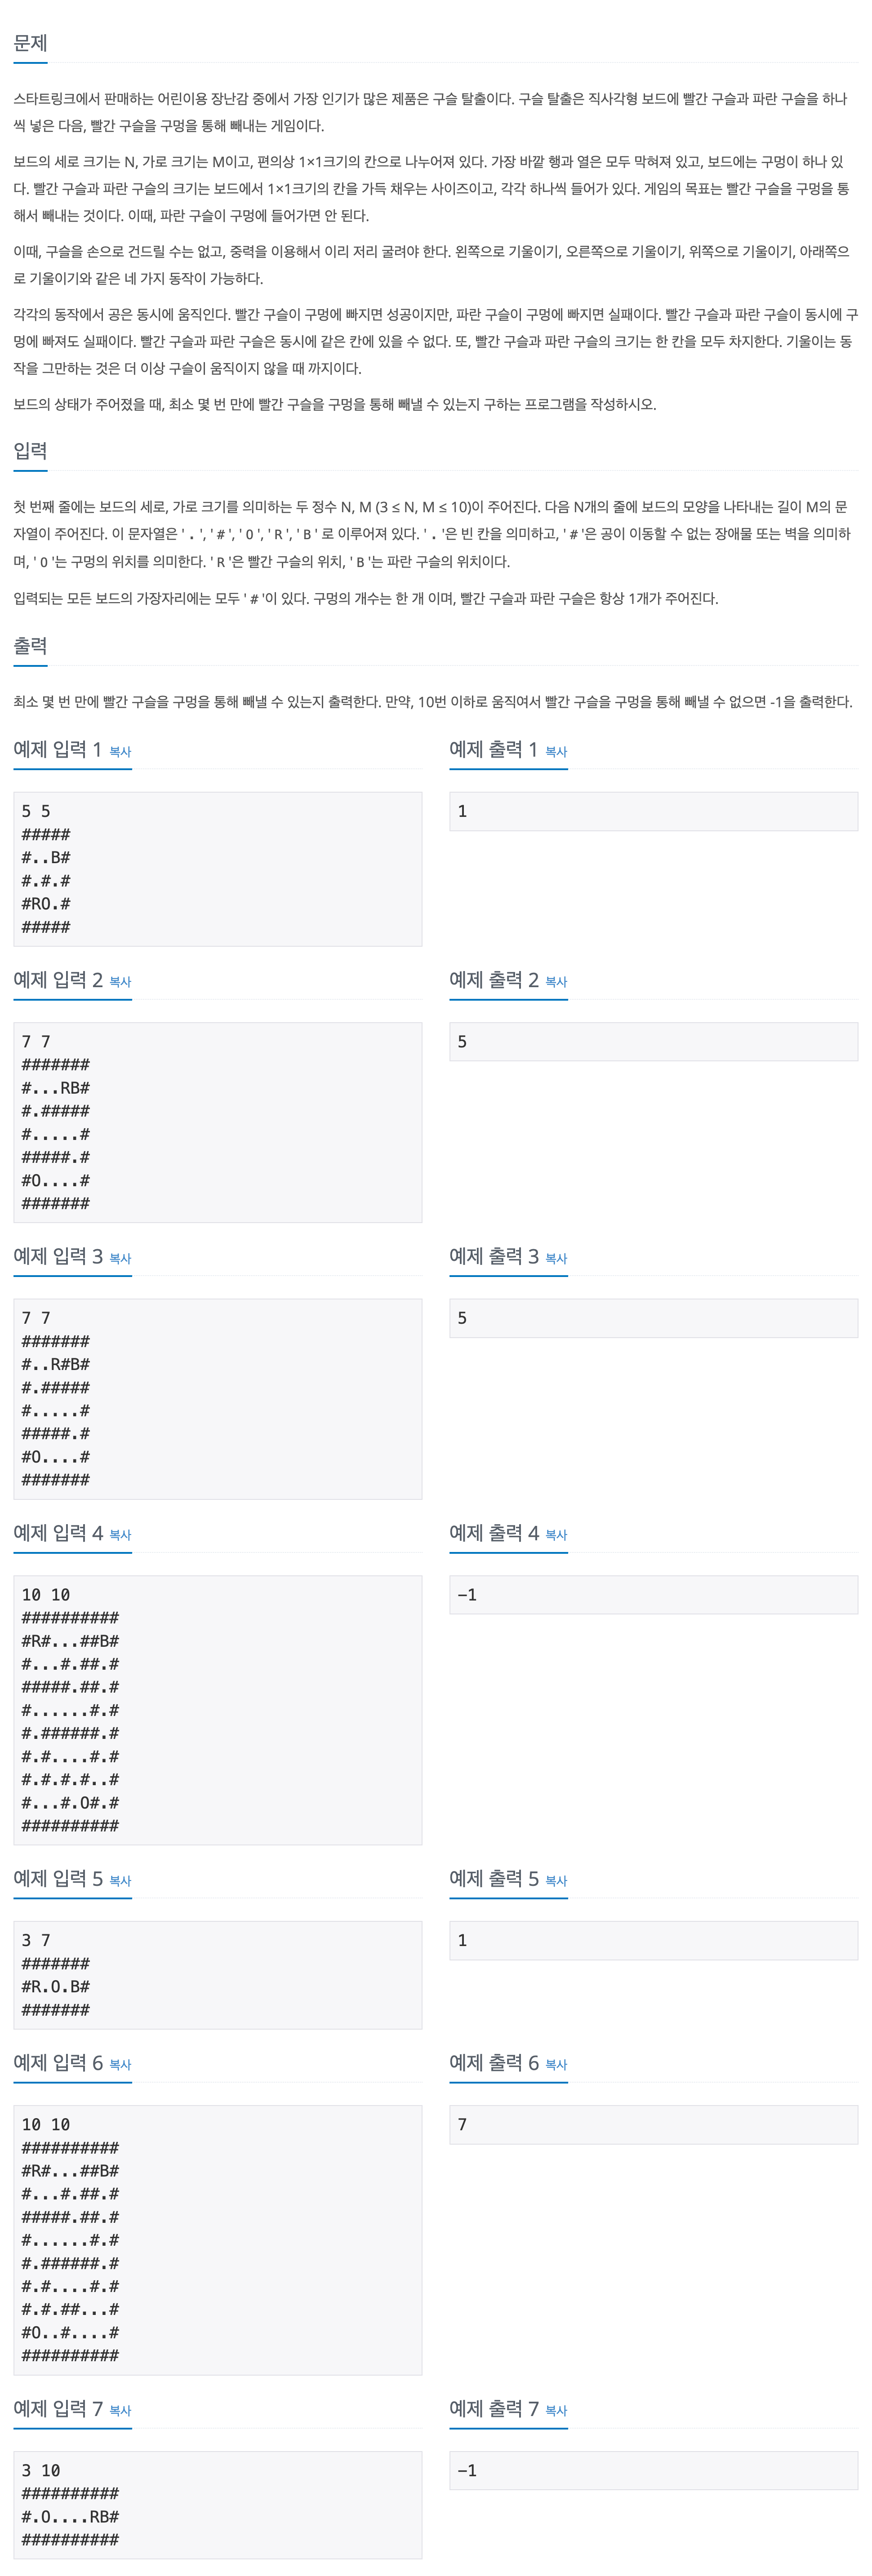 문제
스타트링크에서 판매하는 어린이용 장난감 중에서 가장 인기가 많은 제품은 구슬 탈출이다. 구슬 탈출은 직사각형 보드에 빨간 구슬과 파란 구슬을 하나
씩 넣은 다음, 빨간 구슬을 구멍을 통해 빼내는 게임이다.
보드의 세로 크기는 N, 가로 크기는 M이고, 편의상 1×1크기의 칸으로 나누어져 있다. 가장 바깥 행과 열은 모두 막혀져 있고, 보드에는 구멍이 하나 있
다. 빨간 구슬과 파란 구슬의 크기는 보드에서 1×1크기의 칸을 가득 채우는 사이즈이고, 각각 하나씩 들어가 있다. 게임의 목표는 빨간 구슬을 구멍을 통
해서 빼내는 것이다. 이때, 파란 구슬이 구멍에 들어가면 안 된다.
이때, 구슬을 손으로 건드릴 수는 없고, 중력을 이용해서 이리 저리 굴려야 한다. 왼쪽으로 기울이기, 오른쪽으로 기울이기, 위쪽으로 기울이기, 아래쪽으
로 기울이기와 같은 네 가지 동작이 가능하다.
각각의 동작에서 공은 동시에 움직인다. 빨간 구슬이 구멍에 빠지면 성공이지만, 파란 구슬이 구멍에 빠지면 실패이다. 빨간 구슬과 파란 구슬이 동시에 구
멍에 빠져도 실패이다. 빨간 구슬과 파란 구슬은 동시에 같은 칸에 있을 수 없다. 또, 빨간 구슬과 파란 구슬의 크기는 한 칸을 모두 차지한다. 기울이는 동
작을 그만하는 것은 더 이상 구슬이 움직이지 않을 때 까지이다.
보드의 상태가 주어졌을 때, 최소 몇 번 만에 빨간 구슬을 구멍을 통해 빼낼 수 있는지 구하는 프로그램을 작성하시오.
입력
첫 번째 줄에는 보드의 세로, 가로 크기를 의미하는 두 정수 N, M (3 ≤ N, M ≤ 10)이 주어진다. 다음 N개의 줄에 보드의 모양을 나타내는 길이 M의 문
자열이 주어진다. 이 문자열은 '.', '#', 'O', 'R', 'B' 로 이루어져 있다. '.'은 빈 칸을 의미하고, '#'은 공이 이동할 수 없는 장애물 또는 벽을 의미하
며, 'O'는 구멍의 위치를 의미한다. 'R'은 빨간 구슬의 위치, 'B'는 파란 구슬의 위치이다.
입력되는 모든 보드의 가장자리에는 모두 '#'이 있다. 구멍의 개수는 한 개 이며, 빨간 구슬과 파란 구슬은 항상 1개가 주어진다.
출력
최소 몇 번 만에 빨간 구슬을 구멍을 통해 빼낼 수 있는지 출력한다. 만약, 10번 이하로 움직여서 빨간 구슬을 구멍을 통해 빼낼 수 없으면 -1을 출력한다.
예제 입력 1 복사
5 5
#####
#..B#
#.#.#
#RO.#
#####
예제 출력 1 복사
1
예제 입력 2 복사
7 7
#######
#...RB#
#.#####
#.....#
#####.#
#O....#
#######
예제 출력 2 복사
5
예제 입력 3 복사
7 7
#######
#..R#B#
#.#####
#.....#
#####.#
#O....#
#######
예제 출력 3 복사
5
예제 입력 4 복사
10 10
##########
#R#...##B#
#...#.##.#
#####.##.#
#......#.#
#.######.#
#.#....#.#
#.#.#.#..#
#...#.O#.#
##########
예제 출력 4 복사
-1
예제 입력 5 복사
3 7
#######
#R.O.B#
#######
예제 출력 5 복사
1
예제 입력 6 복사
10 10
##########
#R#...##B#
#...#.##.#
#####.##.#
#......#.#
#.######.#
#.#....#.#
#.#.##...#
#O..#....#
##########
예제 출력 6 복사
7
예제 입력 7 복사
3 10
##########
#.O....RB#
##########
예제 출력 7 복사
-1